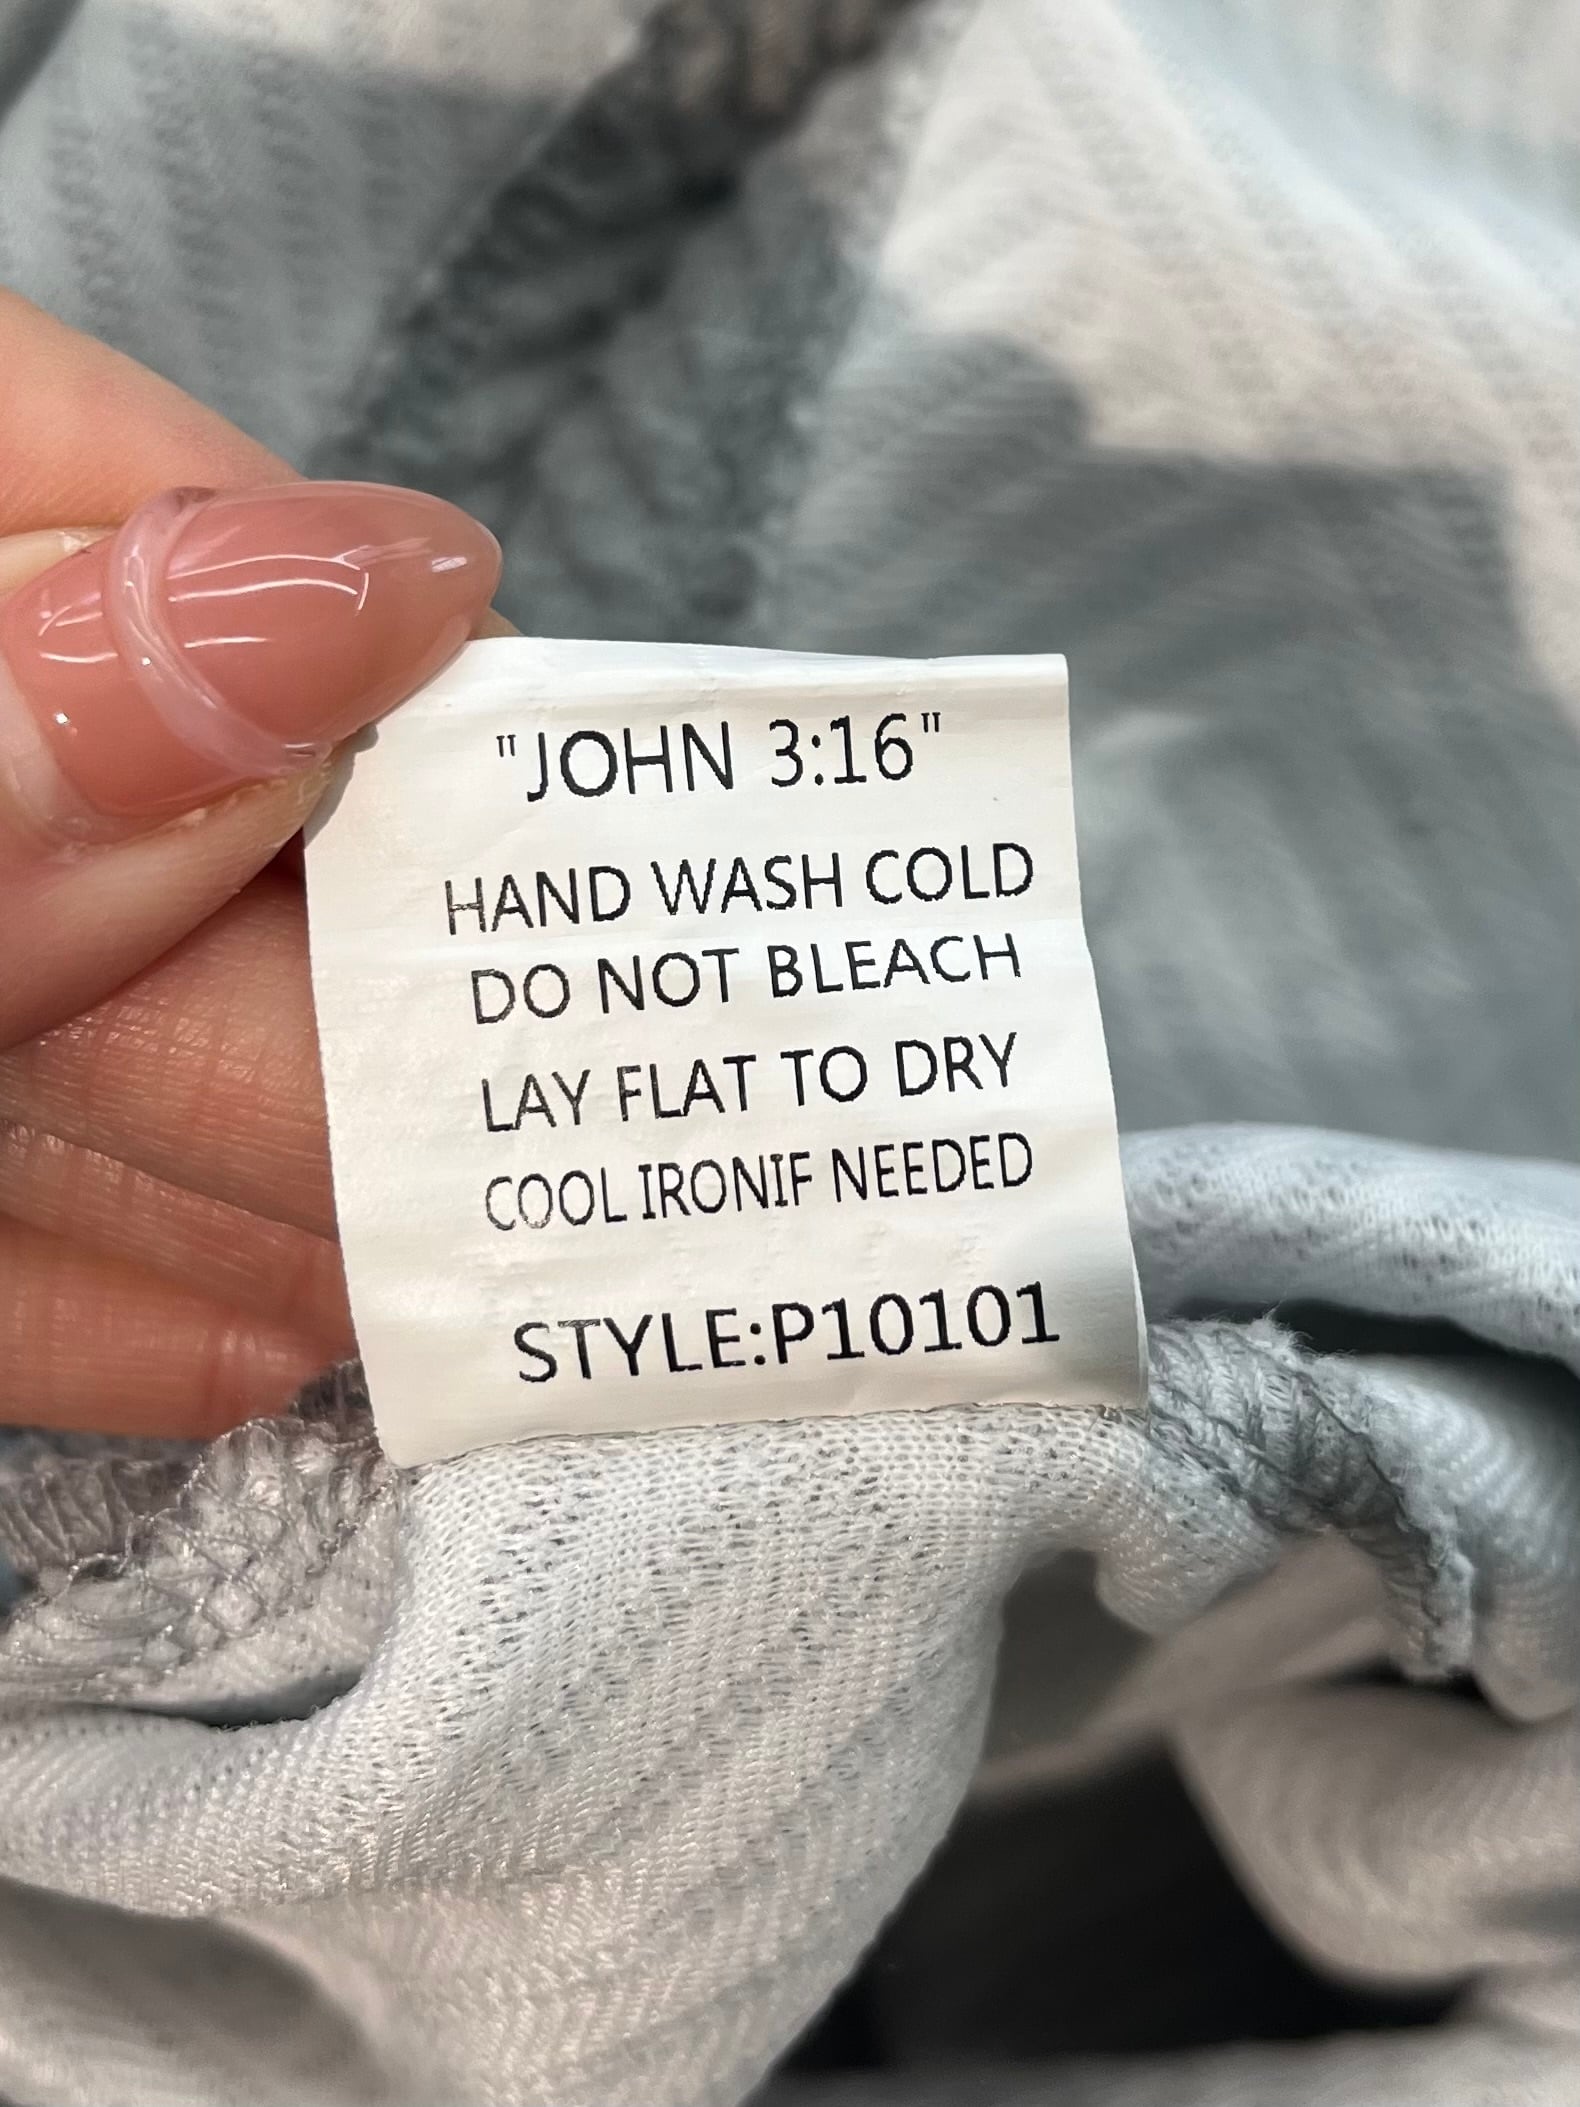 "JOHN 3:16"
HAND WASH COLD
DO NOT BLEACH
LAY FLAT TO DRY
COOL IRONIF NEEDED
STYLE:P10101